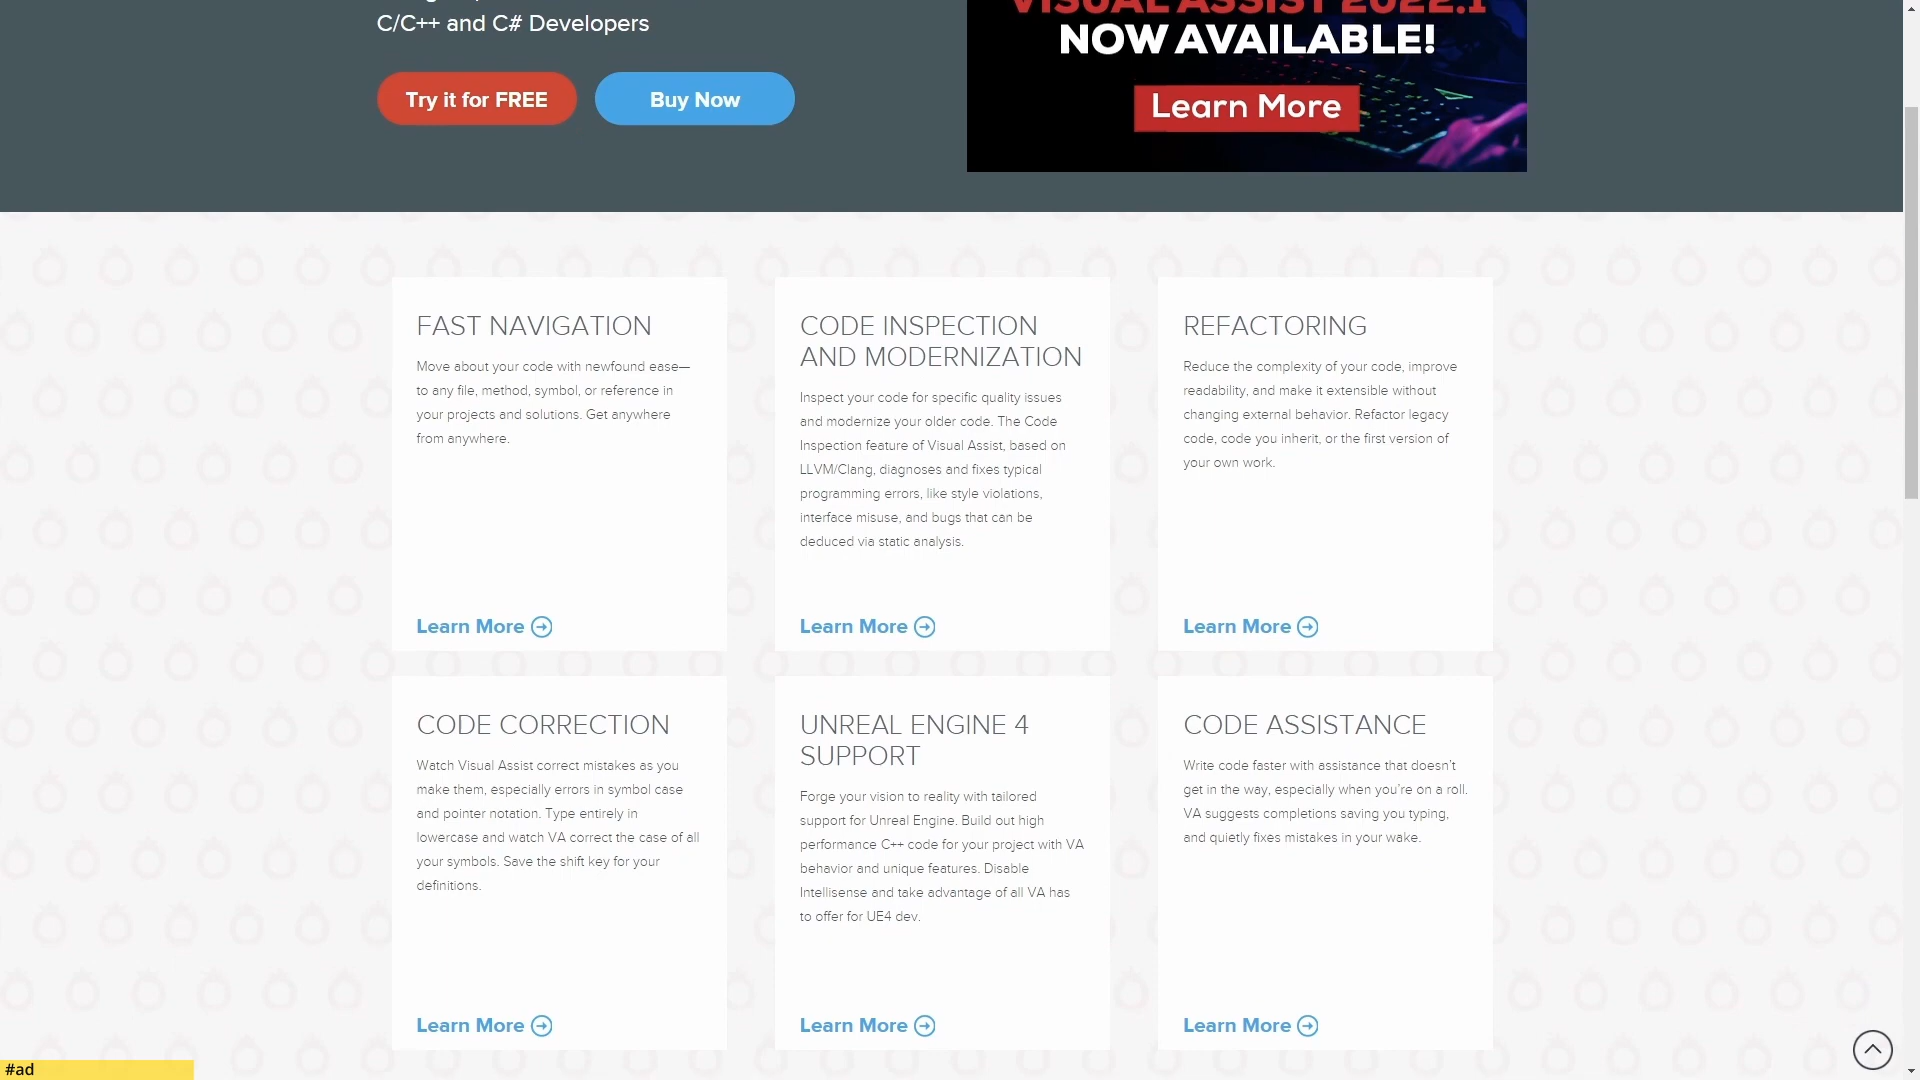 C/C++ and C# Developers
Try it for FREE
Buy Now
VISUAL ASSIST 2022.1
NOW AVAILABLE!
Learn More
FAST NAVIGATION
Move about your code with newfound ease—
to any file, method, symbol, or reference in
your projects and solutions. Get anywhere
from anywhere.
Learn More
CODE INSPECTION
AND MODERNIZATION
Inspect your code for specific quality issues
and modernize your older code. The Code
Inspection feature of Visual Assist, based on
LLVM/Clang, diagnoses and fixes typical
programming errors, like style violations,
interface misuse, and bugs that can be
deduced via static analysis.
Learn More
REFACTORING
Reduce the complexity of your code, improve
readability, and make it extensible without
changing external behavior. Refactor legacy
code, code you inherit, or the first version of
your own work.
Learn More
CODE CORRECTION
Watch Visual Assist correct mistakes as you
make them, especially errors in symbol case
and pointer notation. Type entirely in
lowercase and watch VA correct the case of all
your symbols. Save the shift key for your
definitions.
Learn More
UNREAL ENGINE 4
SUPPORT
Forge your vision to reality with tailored
support for Unreal Engine. Build out high
performance C++ code for your project with VA
behavior and unique features. Disable
Intellisense and take advantage of all VA has
to offer for UE4 dev.
Learn More
CODE ASSISTANCE
Write code faster with assistance that doesn't
get in the way, especially when you're on a roll.
VA suggests completions saving you typing,
and quietly fixes mistakes in your wake.
Learn More
#ad